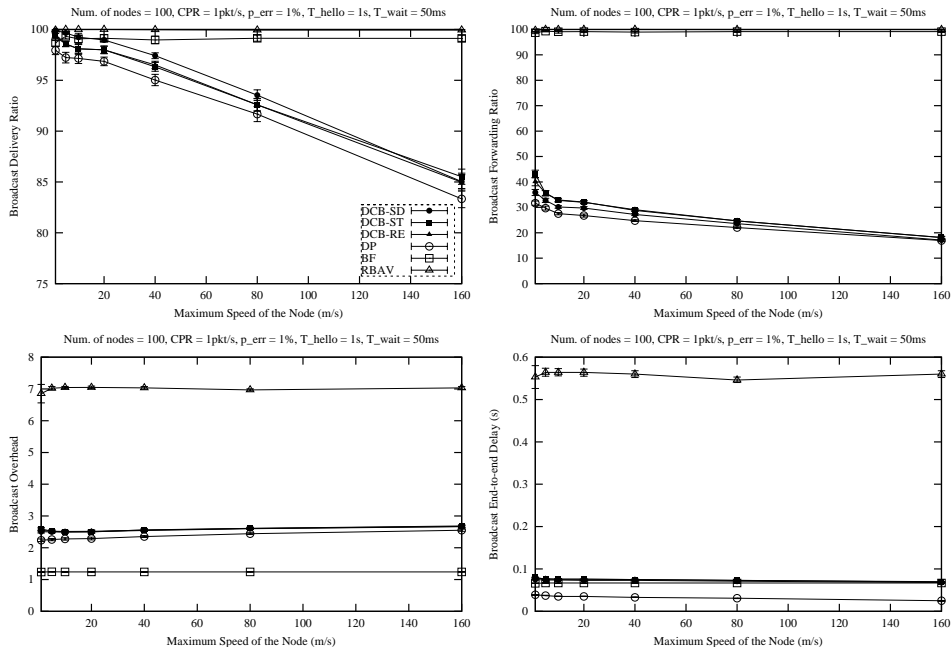 Num. of nodes = 100, CPR = 1pkt/s, p_err = 1%, T_hello = 1s, T_wait = 50ms
100
95
90
85
80
75
20 40 60 80 100 120 140 160
Broadcast Delivery Ratio
Maximum Speed of the Node (m/s)
DCB-SD
DCB-ST
DCB-RE
DP
BF
RBAV
Num. of nodes = 100, CPR = 1pkt/s, p_err = 1%, T_hello = 1s, T_wait = 50ms
100
90
80
70
60
50
40
30
20
10
0
20 40 60 80 100 120 140 160
Broadcast Forwarding Ratio
Maximum Speed of the Node (m/s)
Num. of nodes = 100, CPR = 1pkt/s, p_err = 1%, T_hello = 1s, T_wait = 50ms
8
7
6
5
4
3
2
1
0
20 40 60 80 100 120 140 160
Broadcast Overhead
Maximum Speed of the Node (m/s)
Num. of nodes = 100, CPR = 1pkt/s, p_err = 1%, T_hello = 1s, T_wait = 50ms
0.6
0.5
0.4
0.3
0.2
0.1
0
20 40 60 80 100 120 140 160
Broadcast End-to-end Delay (s)
Maximum Speed of the Node (m/s)